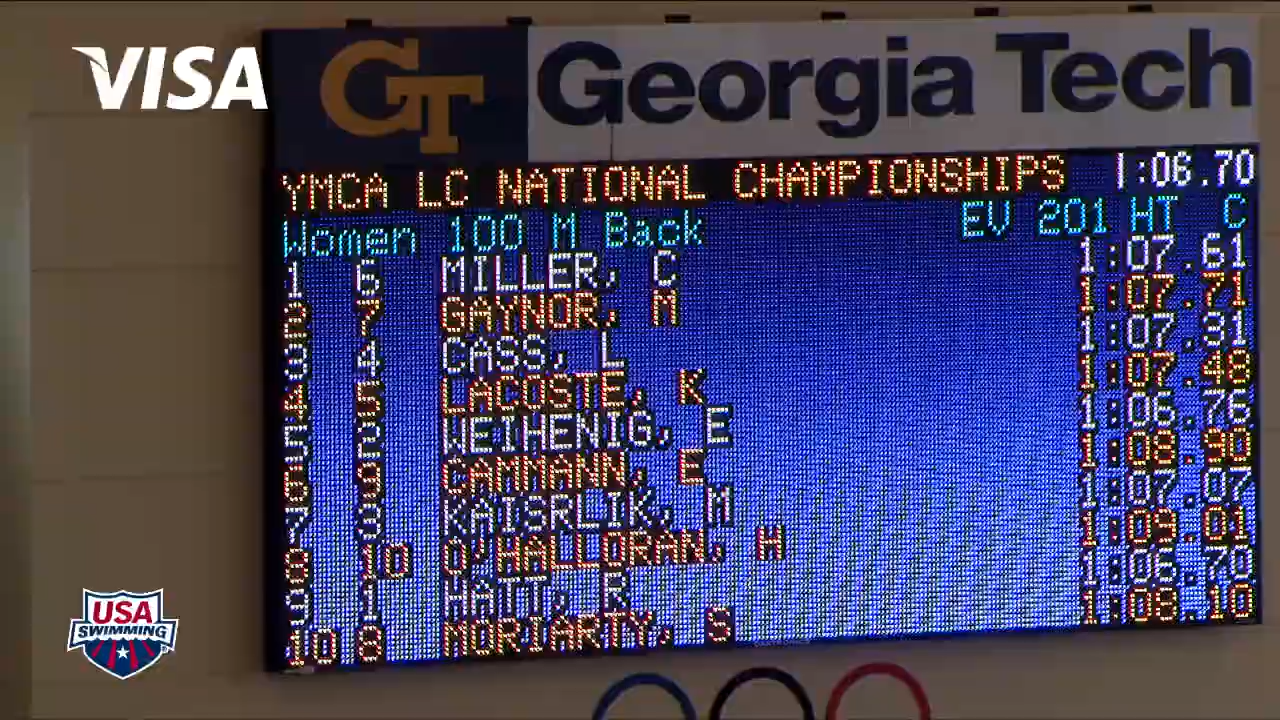 VISA
GT Georgia Tech
YMCA LC NATIONAL CHAMPIONSHIPS 1:06.70
Women 100 M Back EV 201 HT C
1 6 MILLER, C 1:07.61
2 7 GAYNOR, M 1:07.71
3 4 CASS, L 1:07.31
4 5 LACOSTE, K 1:07.48
5 2 WEIHENIG, E 1:06.76
6 9 CAMMANN, E 1:08.90
7 3 KAISRLIK, M 1:07.07
8 10 O'HALLORAN, H 1:09.01
9 1 HATT, R 1:06.70
10 8 MORIARTY, S 1:08.10
USA
SWIMMING